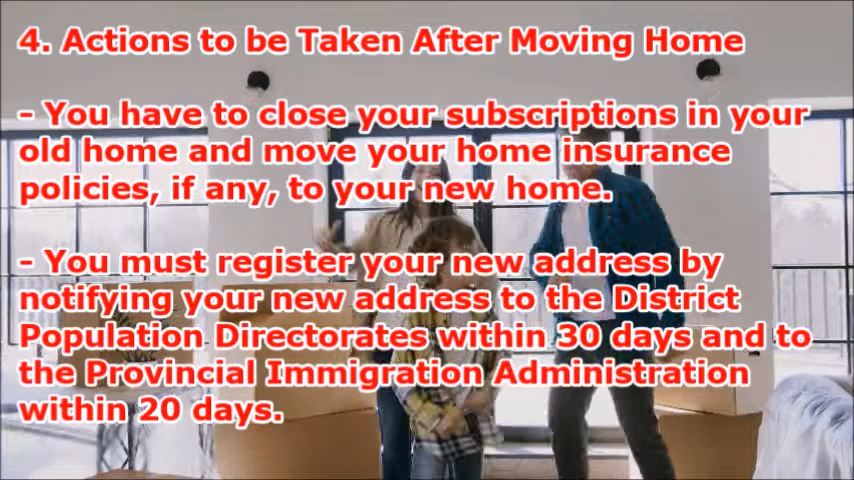 4. Actions to be Taken After Moving Home
- You have to close your subscriptions in your
old home and move your home insurance
policies, if any, to your new home.
- You must register your new address by
notifying your new address to the District
Population Directorates within 30 days and to
the Provincial Immigration Administration
within 20 days.